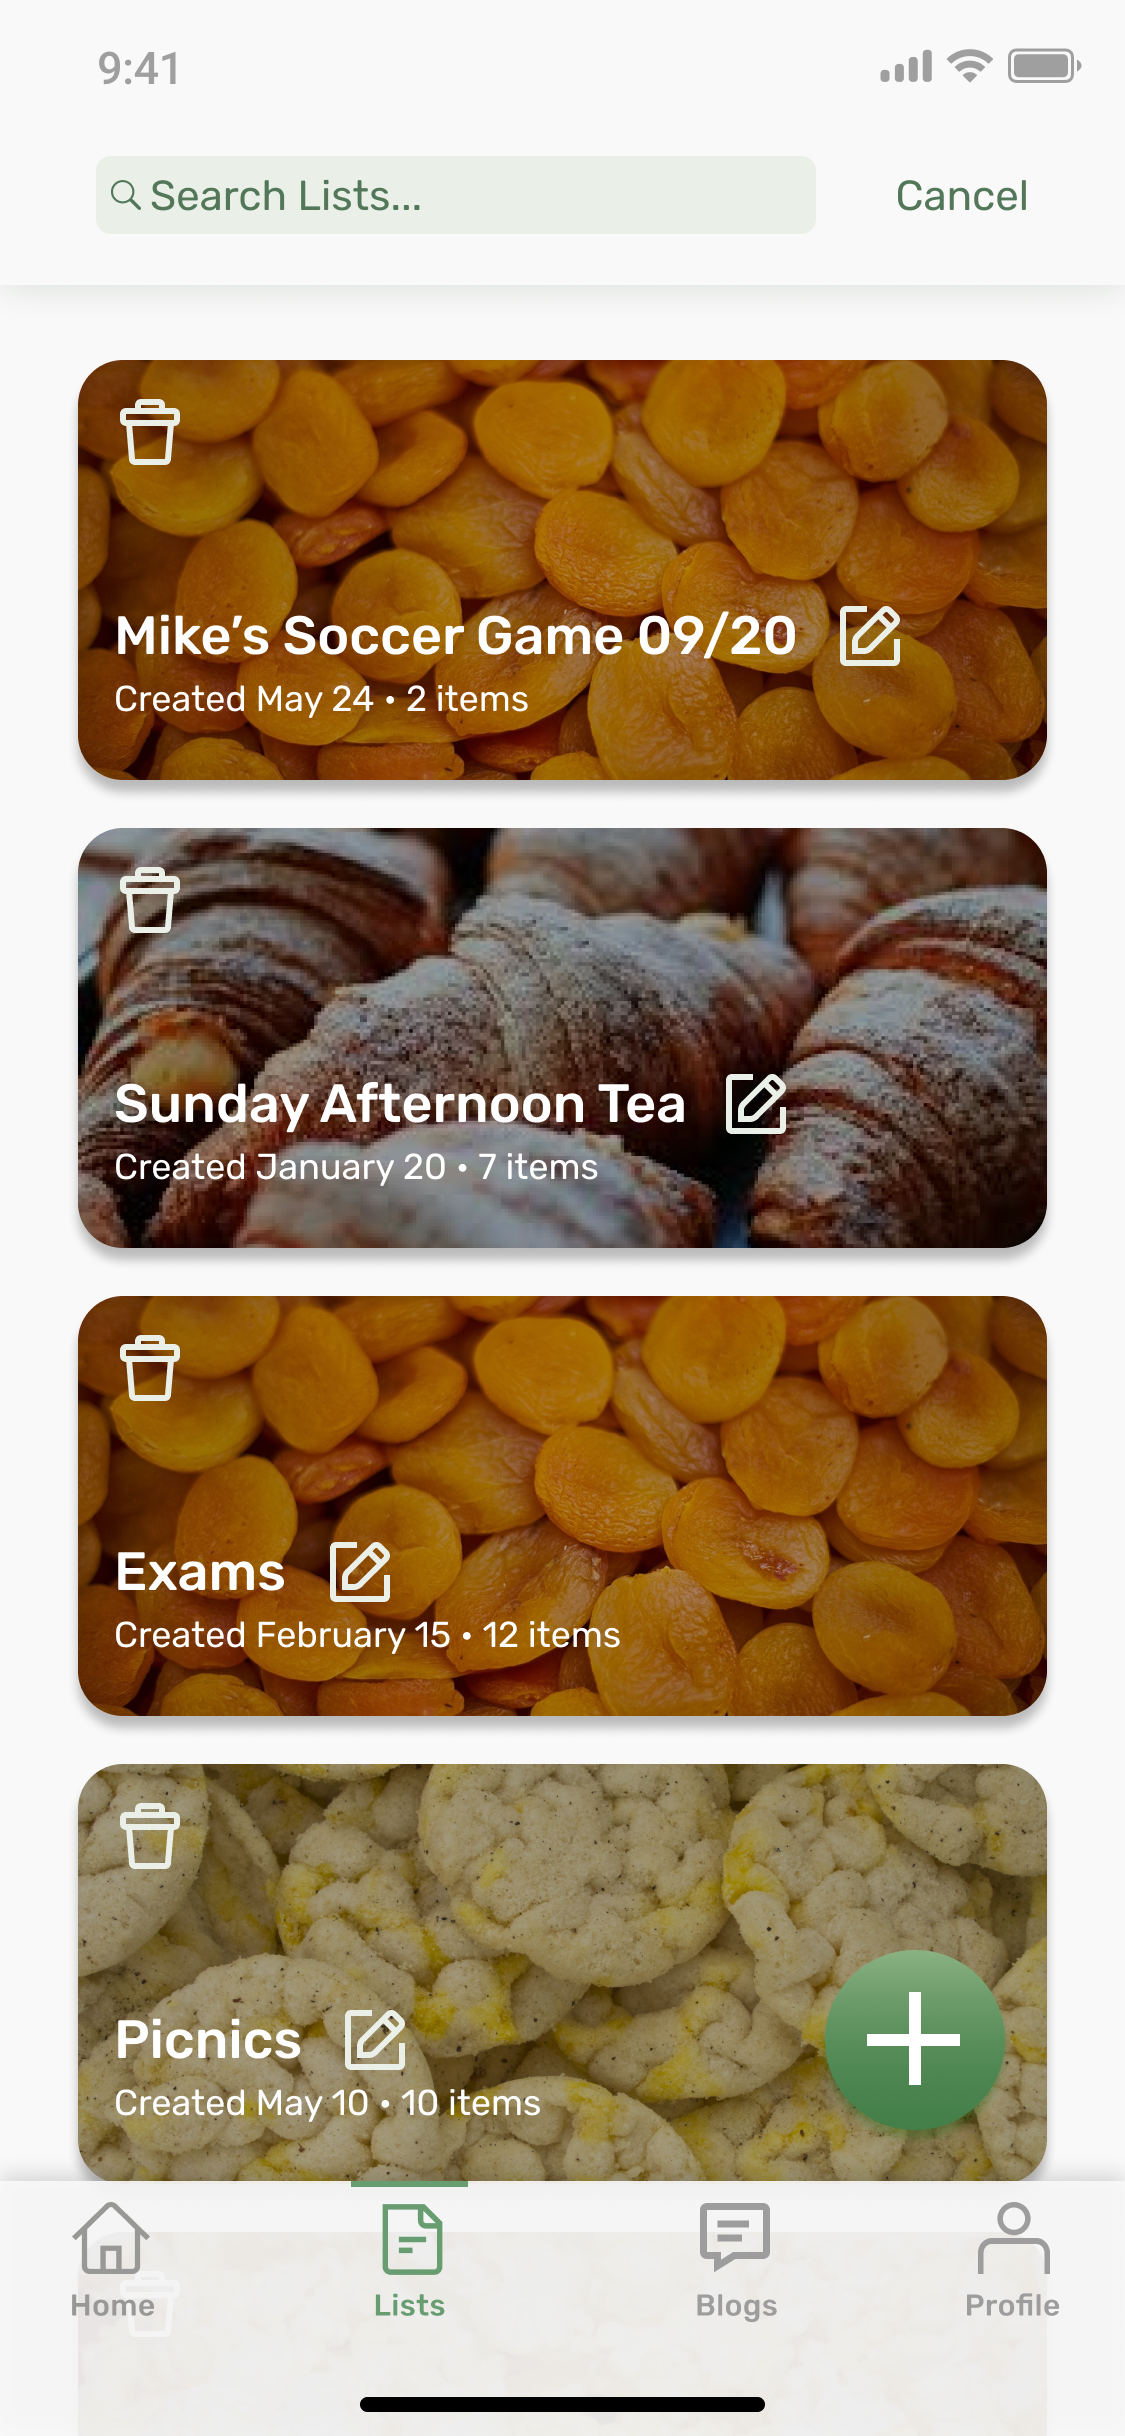 9:41
Search Lists...
Cancel
Mike’s Soccer Game 09/20
Created May 24 • 2 items
Sunday Afternoon Tea
Created January 20 • 7 items
Exams
Created February 15 • 12 items
Picnics
Created May 10 • 10 items
Home
Lists
Blogs
Profile